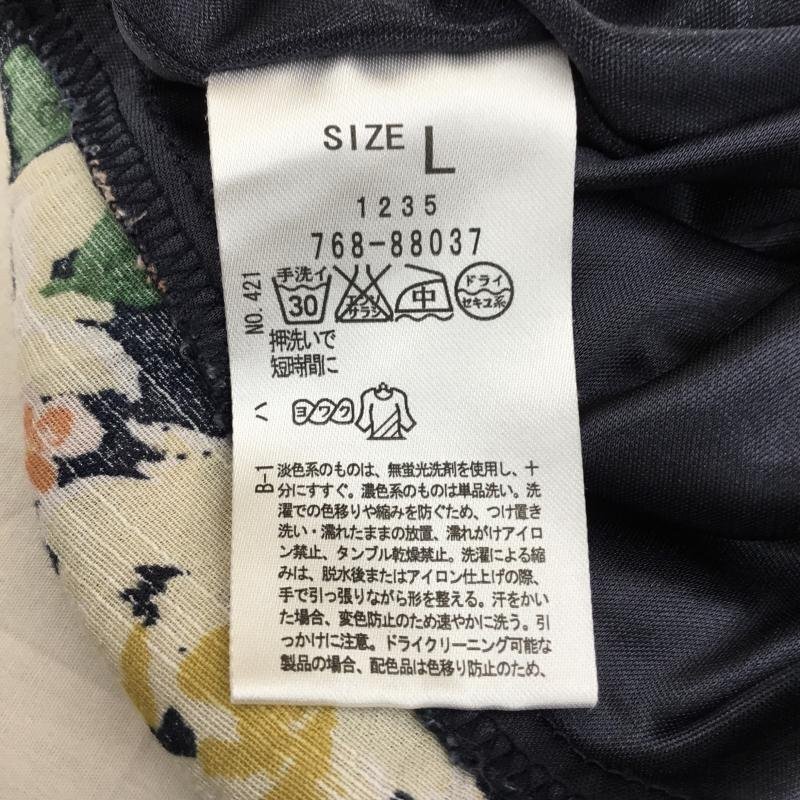 SIZE L
1235
768-88037
NO. 421
手洗イ 30 エンソサラシ 中 ドライ セキユ系
押洗いで
短時間に
ハ ヨワク
B-1
淡色系のものは、無蛍光洗剤を使用し、十
分にすすぐ。濃色系のものは単品洗い。洗
濯での色移りや縮みを防ぐため、つけ置き
洗い・濡れたままの放置、濡れがけアイロ
ン禁止、タンブル乾燥禁止。洗濯による縮
みは、脱水後またはアイロン仕上げの際、
手で引っ張りながら形を整える。汗をかい
た場合、変色防止のため速やかに洗う。引
っかけに注意。ドライクリーニング可能な
製品の場合、配色品は色移り防止のため、